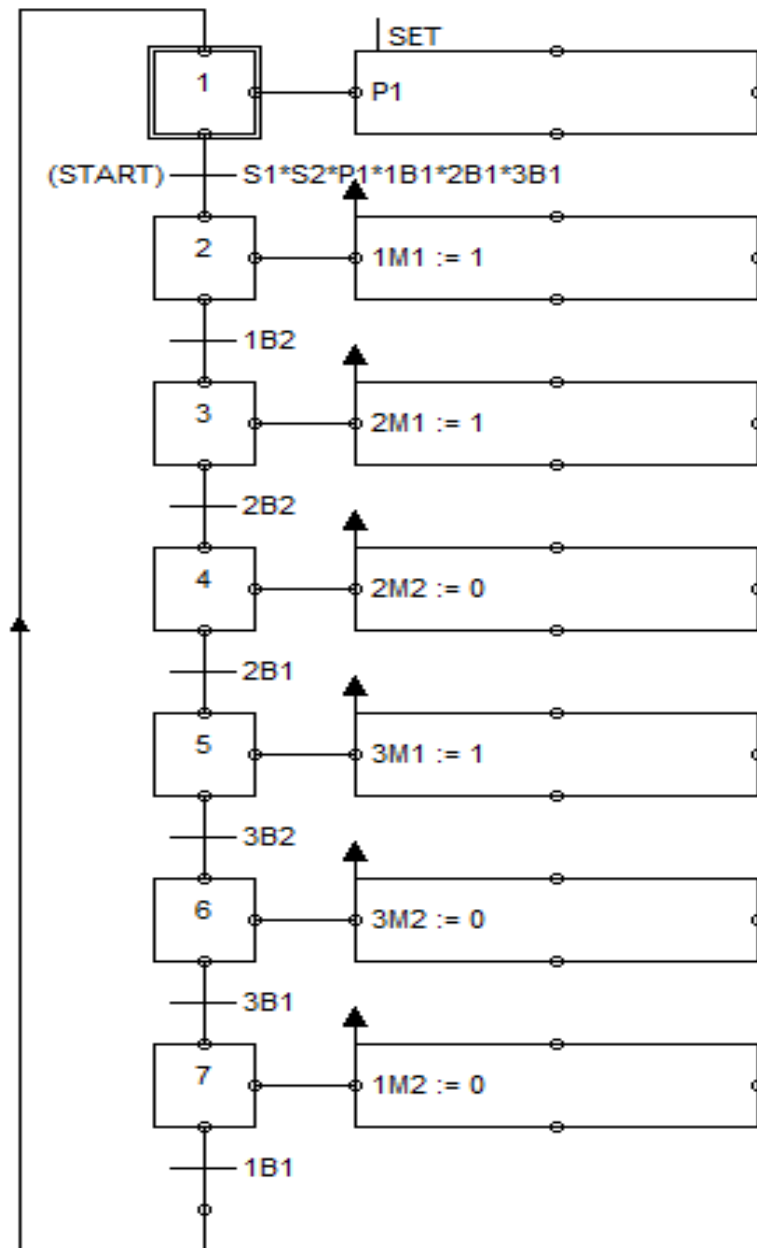 SET
1
P1
(START) S1*S2*P1*1B1*2B1*3B1
2
1M1 := 1
1B2
3
2M1 := 1
2B2
4
2M2 := 0
2B1
5
3M1 := 1
3B2
6
3M2 := 0
3B1
7
1M2 := 0
1B1